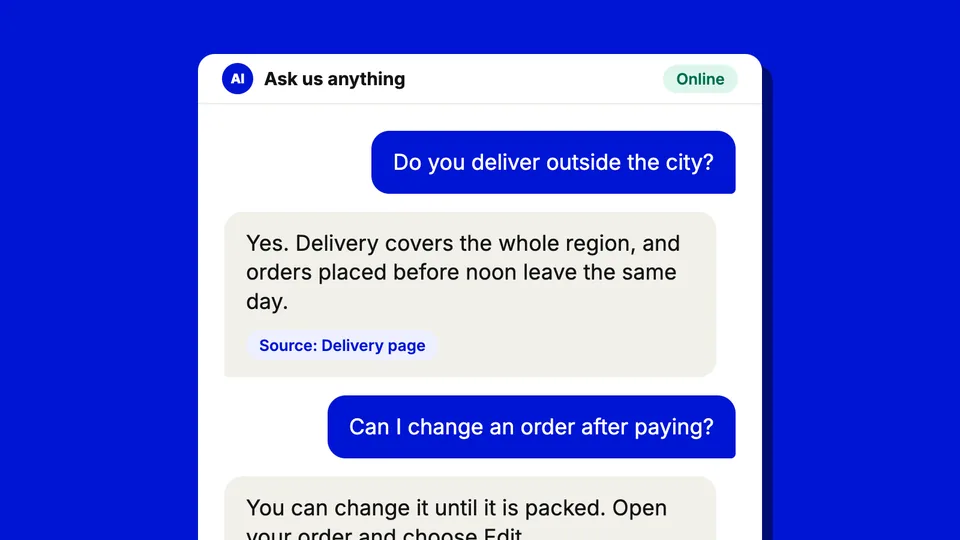 AI
Ask us anything
Online
Do you deliver outside the city?
Yes. Delivery covers the whole region, and
orders placed before noon leave the same
day.
Source: Delivery page
Can I change an order after paying?
You can change it until it is packed. Open
your order and choose Edit